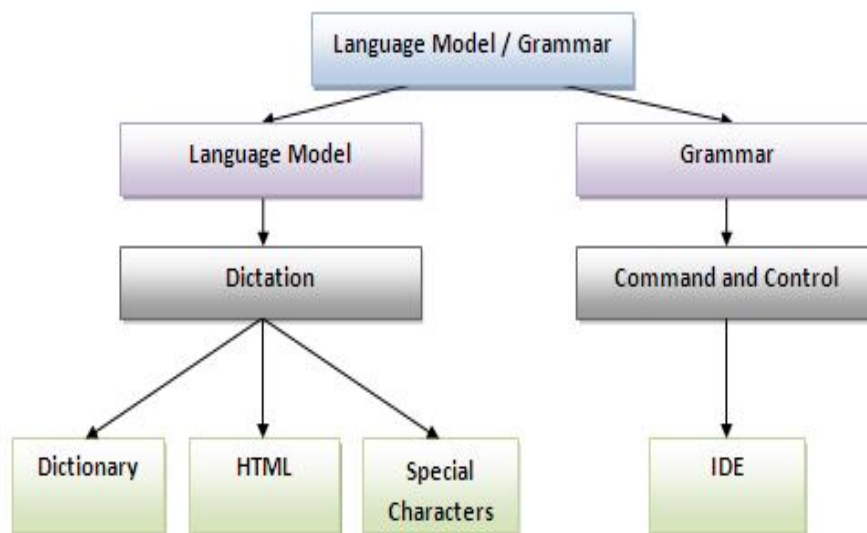 Language Model / Grammar
Language Model
Grammar
Dictation
Command and Control
Dictionary
HTML
Special
Characters
IDE